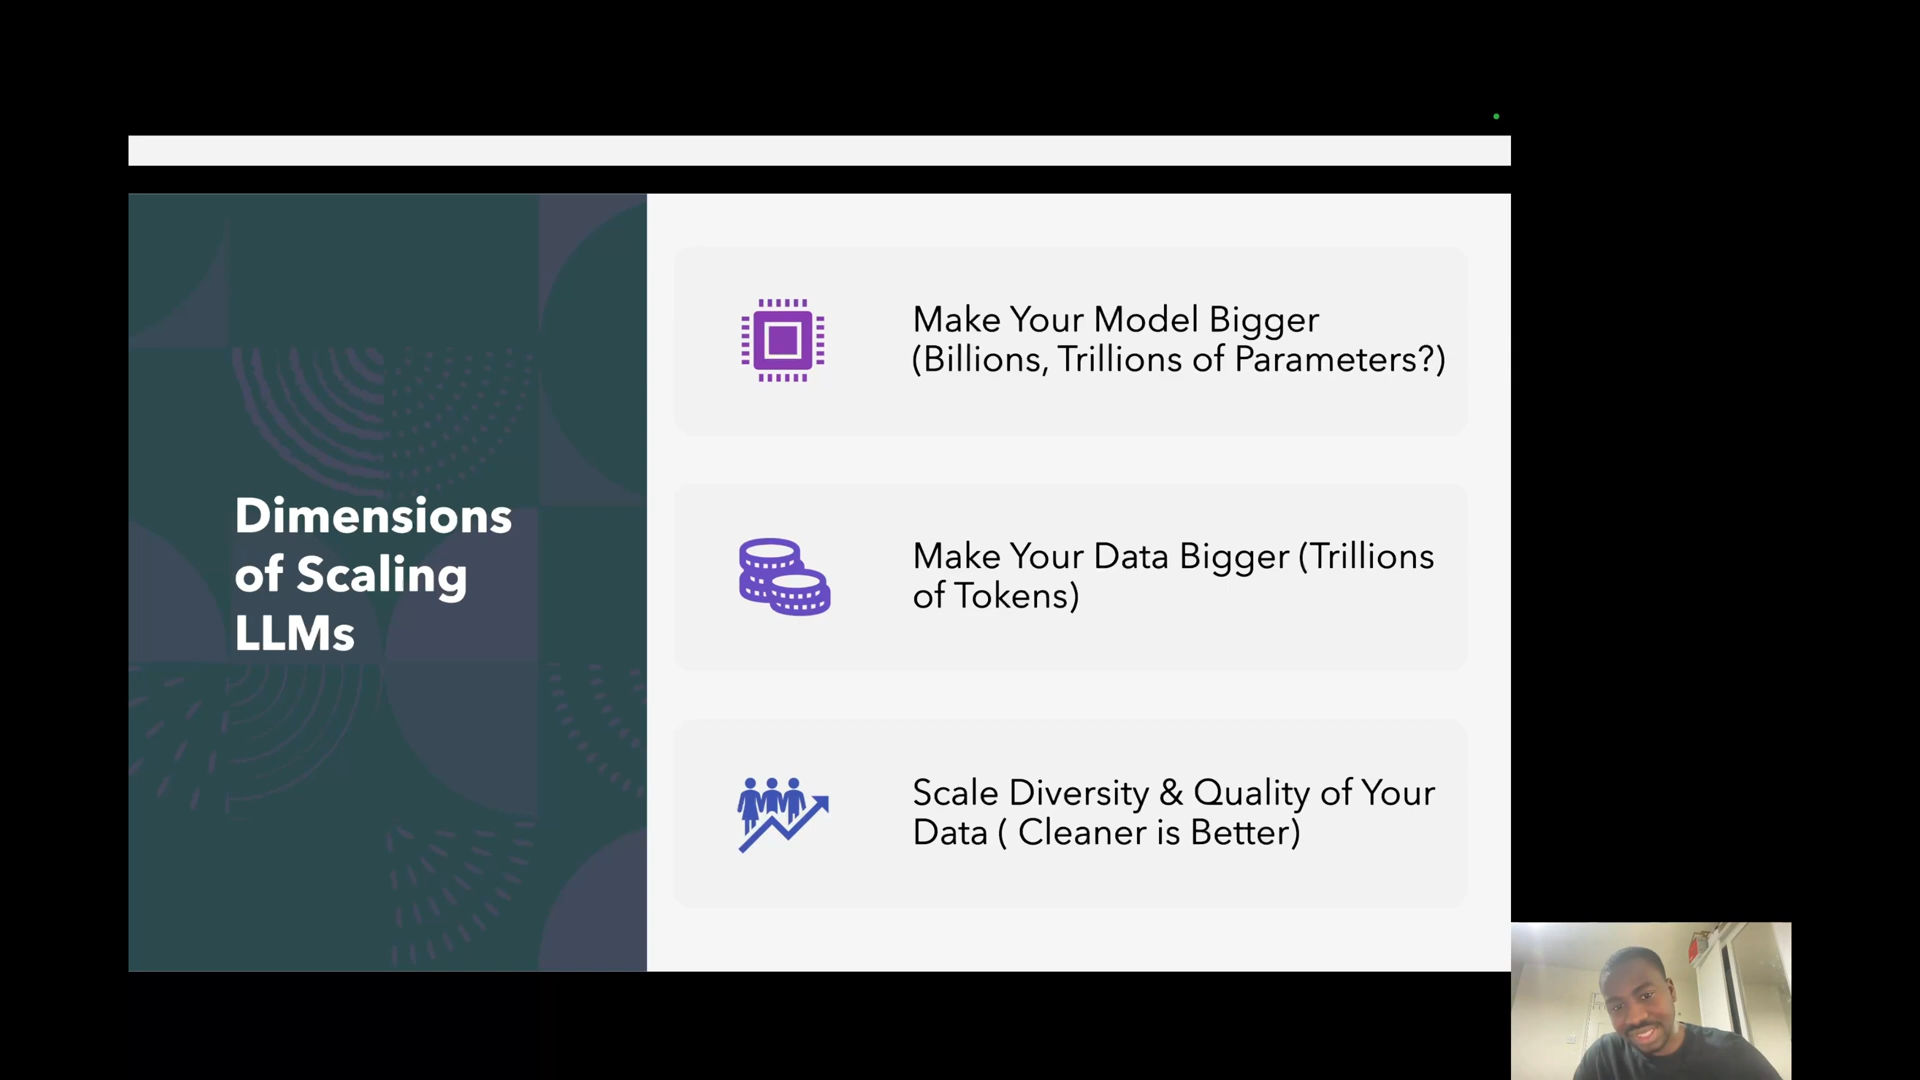 Dimensions
of Scaling
LLMs
Make Your Model Bigger
(Billions, Trillions of Parameters?)
Make Your Data Bigger (Trillions
of Tokens)
Scale Diversity & Quality of Your
Data ( Cleaner is Better)